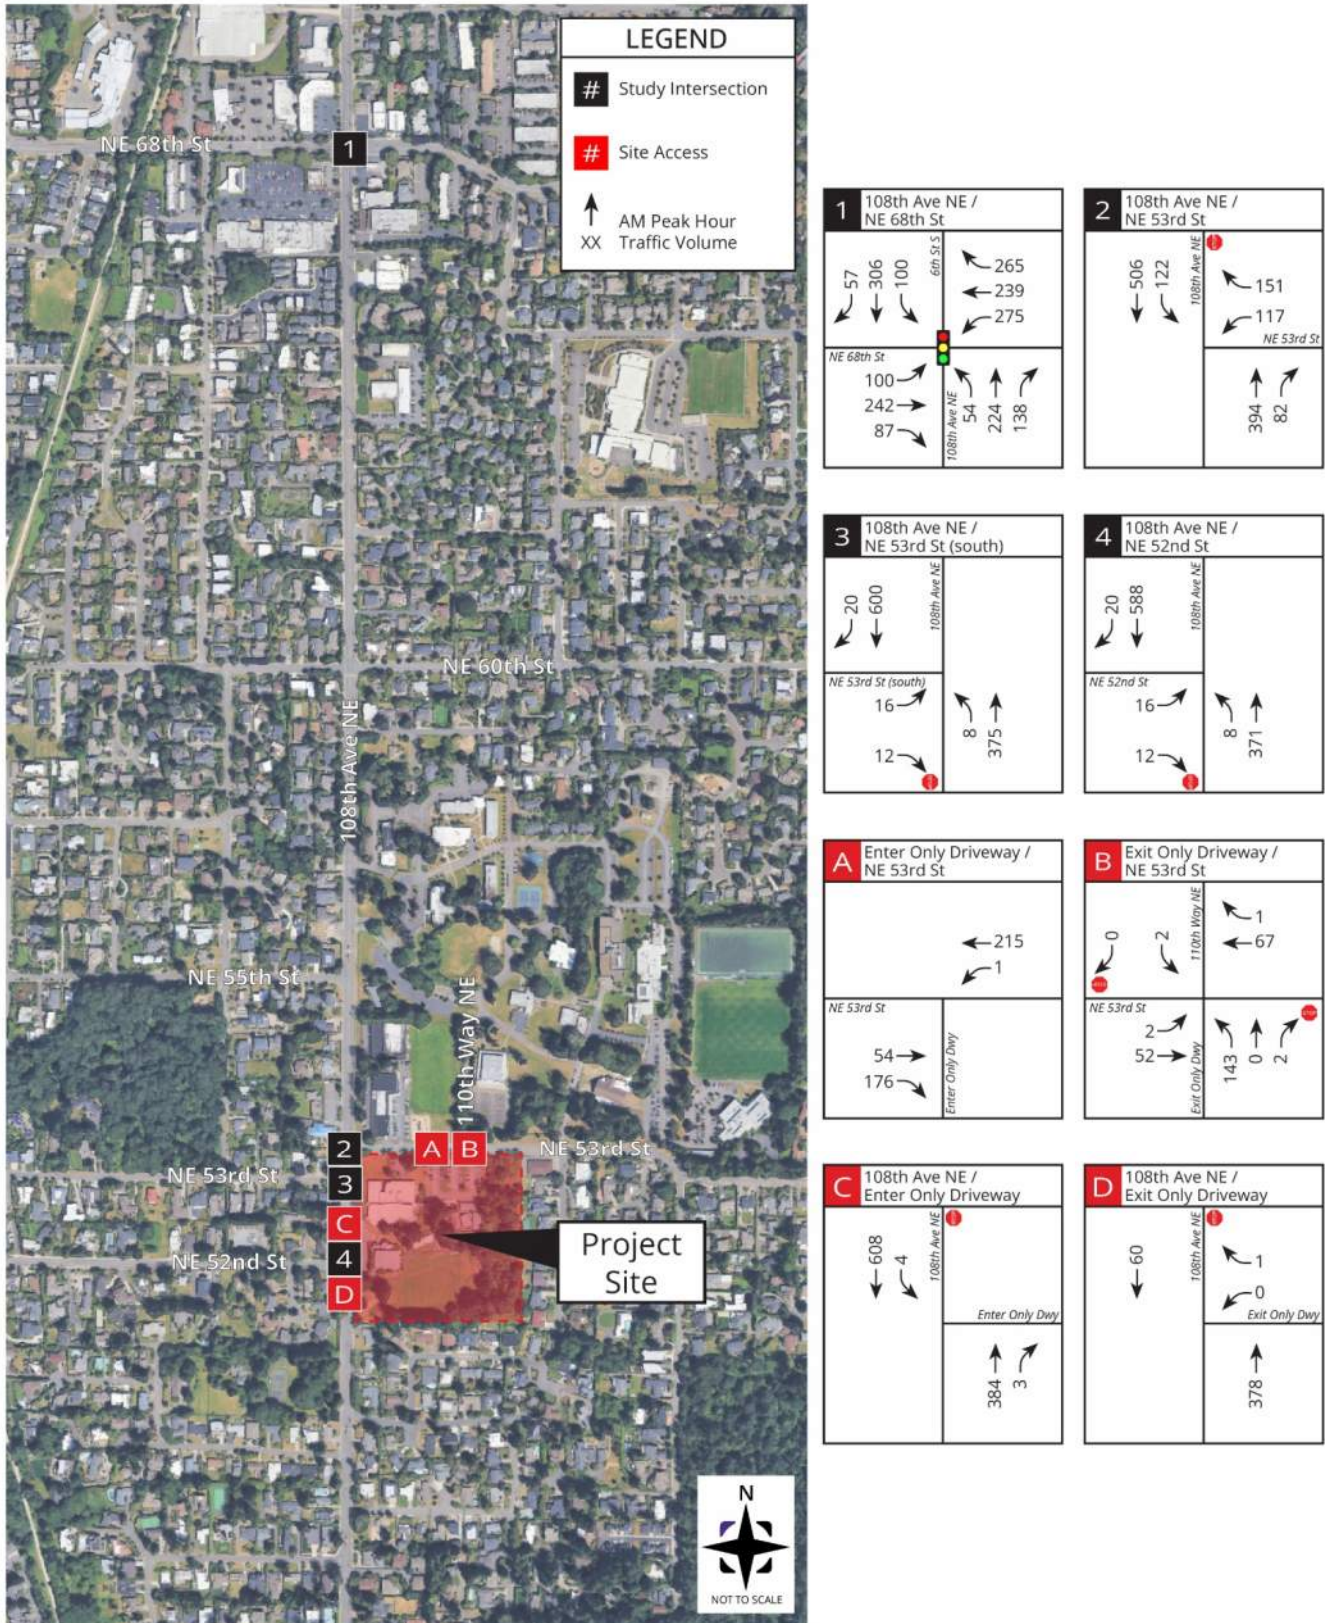 LEGEND
# Study Intersection
# Site Access
XX AM Peak Hour
Traffic Volume
NE 68th St
1
NE 60th St
108th Ave NE
NE 55th St
110th Way NE
2
A
B
NE 53rd St
NE 53rd St
3
C
NE 52nd St
4
D
Project
Site
N
NOT TO SCALE
1 108th Ave NE /
NE 68th St
57 306 100
6th St S
265
239
275
NE 68th St
100
242
87
108th Ave NE
54 224 138
2 108th Ave NE /
NE 53rd St
506 122
108th Ave NE
151
117
NE 53rd St
394 82
3 108th Ave NE /
NE 53rd St (south)
20 600
108th Ave NE
NE 53rd St (south)
16
12
8 375
4 108th Ave NE /
NE 52nd St
20 588
108th Ave NE
NE 52nd St
16
12
8 371
A Enter Only Driveway /
NE 53rd St
215
1
NE 53rd St
54
176
Enter Only Dwy
B Exit Only Driveway /
NE 53rd St
0 2
110th Way NE
1
67
NE 53rd St
2
52
Exit Only Dwy
143 0 2
STOP
C 108th Ave NE /
Enter Only Driveway
608 4
108th Ave NE
Enter Only Dwy
384 3
D 108th Ave NE /
Exit Only Driveway
60
108th Ave NE
1
0
Exit Only Dwy
378